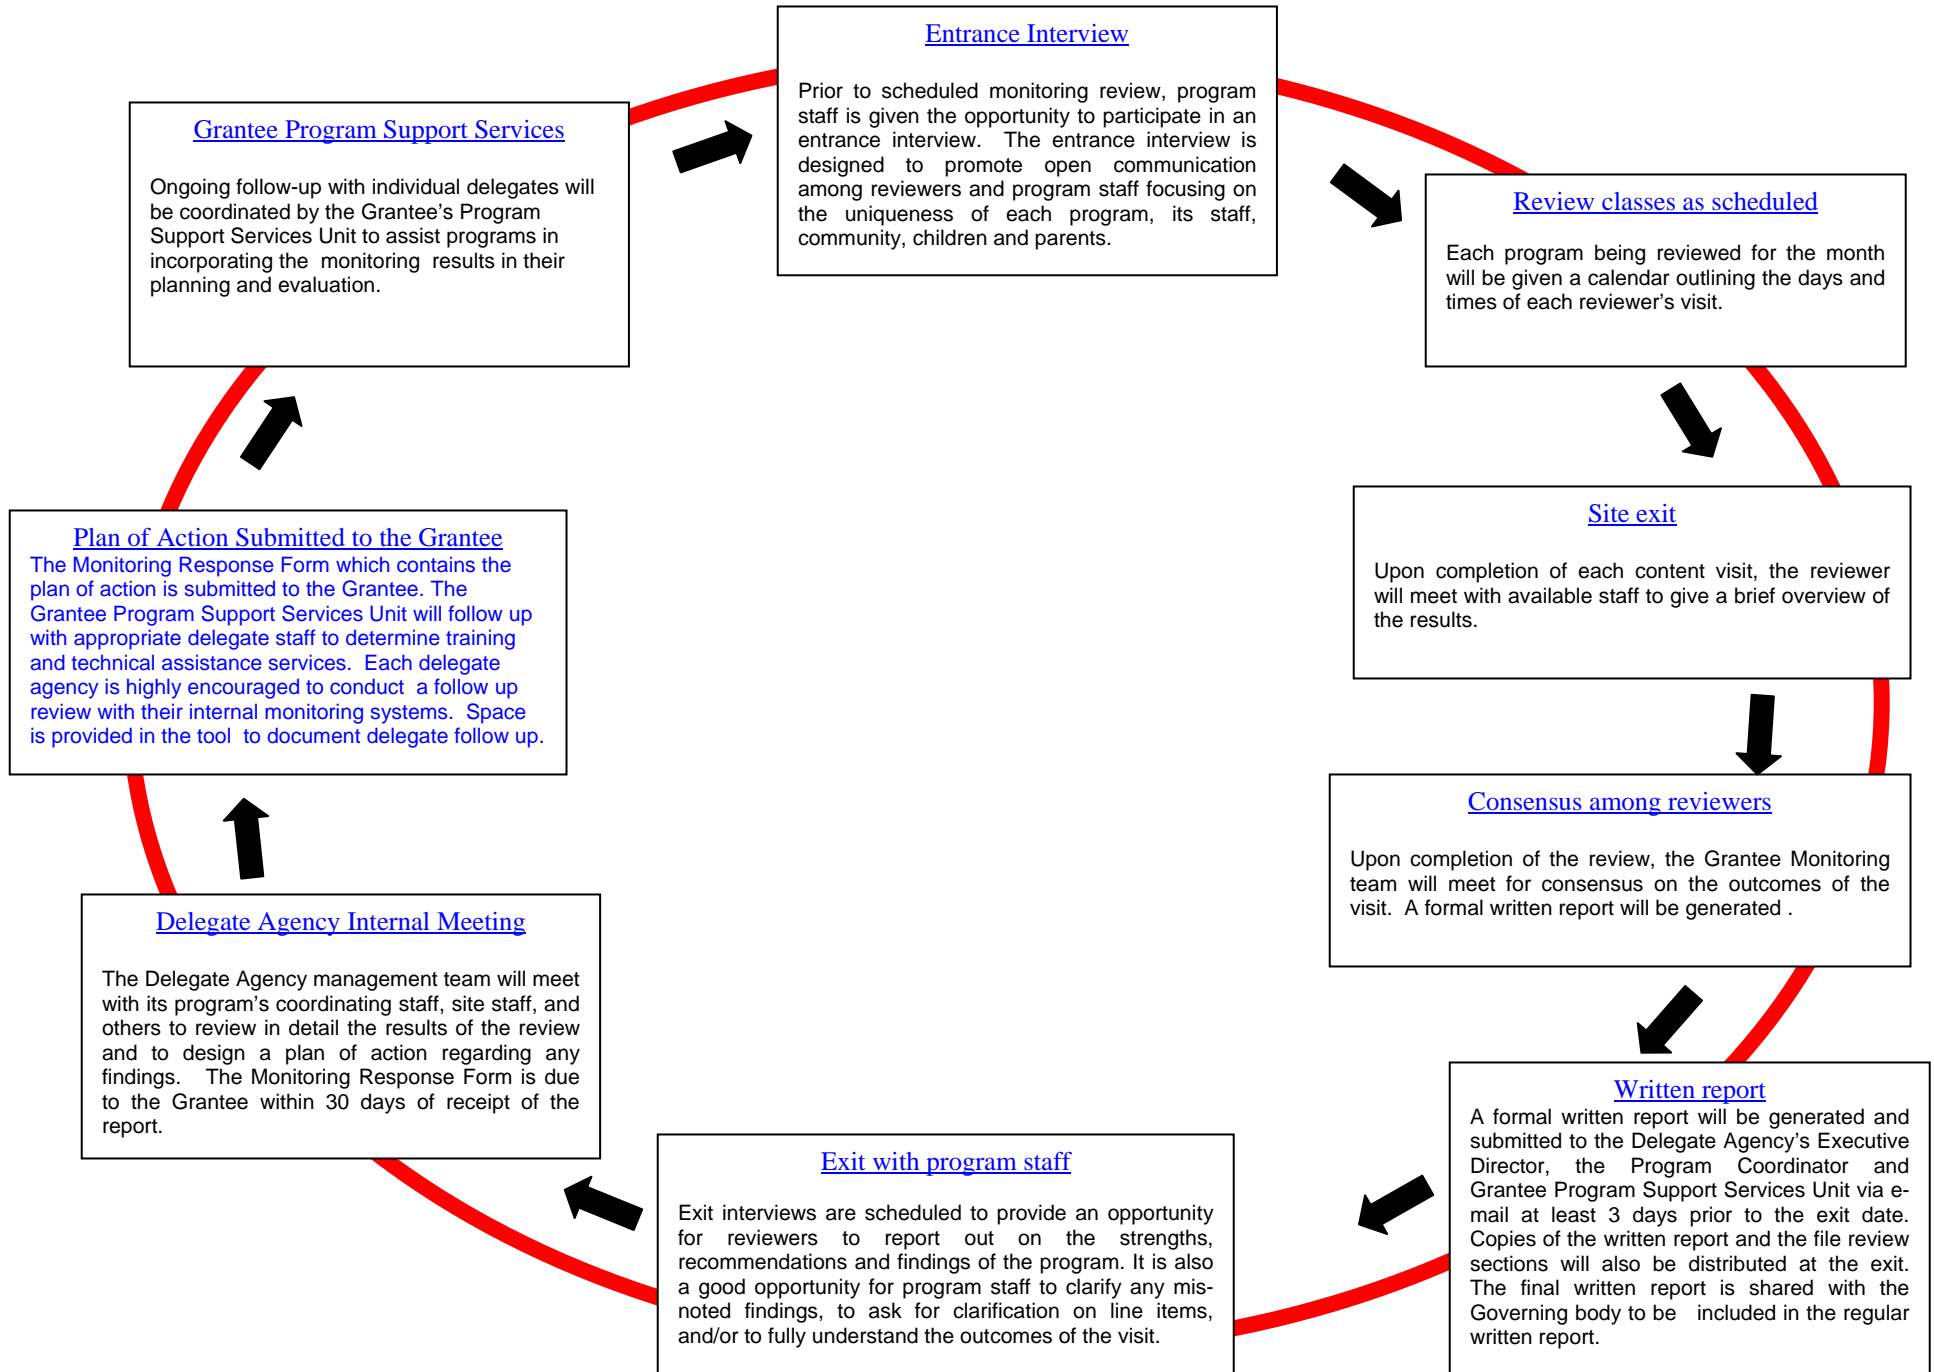 Entrance Interview
Prior to scheduled monitoring review, program
staff is given the opportunity to participate in an
entrance interview. The entrance interview is
designed to promote open communication
among reviewers and program staff focusing on
the uniqueness of each program, its staff,
community, children and parents.
Review classes as scheduled
Each program being reviewed for the month
will be given a calendar outlining the days and
times of each reviewer's visit.
Site exit
Upon completion of each content visit, the reviewer
will meet with available staff to give a brief overview of
the results.
Consensus among reviewers
Upon completion of the review, the Grantee Monitoring
team will meet for consensus on the outcomes of the
visit. A formal written report will be generated .
Written report
A formal written report will be generated and
submitted to the Delegate Agency's Executive
Director, the Program Coordinator and
Grantee Program Support Services Unit via e-
mail at least 3 days prior to the exit date.
Copies of the written report and the file review
sections will also be distributed at the exit.
The final written report is shared with the
Governing body to be included in the regular
written report.
Exit with program staff
Exit interviews are scheduled to provide an opportunity
for reviewers to report out on the strengths,
recommendations and findings of the program. It is also
a good opportunity for program staff to clarify any mis-
noted findings, to ask for clarification on line items,
and/or to fully understand the outcomes of the visit.
Delegate Agency Internal Meeting
The Delegate Agency management team will meet
with its program's coordinating staff, site staff, and
others to review in detail the results of the review
and to design a plan of action regarding any
findings. The Monitoring Response Form is due
to the Grantee within 30 days of receipt of the
report.
Plan of Action Submitted to the Grantee
The Monitoring Response Form which contains the
plan of action is submitted to the Grantee. The
Grantee Program Support Services Unit will follow up
with appropriate delegate staff to determine training
and technical assistance services. Each delegate
agency is highly encouraged to conduct a follow up
review with their internal monitoring systems. Space
is provided in the tool to document delegate follow up.
Grantee Program Support Services
Ongoing follow-up with individual delegates will
be coordinated by the Grantee's Program
Support Services Unit to assist programs in
incorporating the monitoring results in their
planning and evaluation.